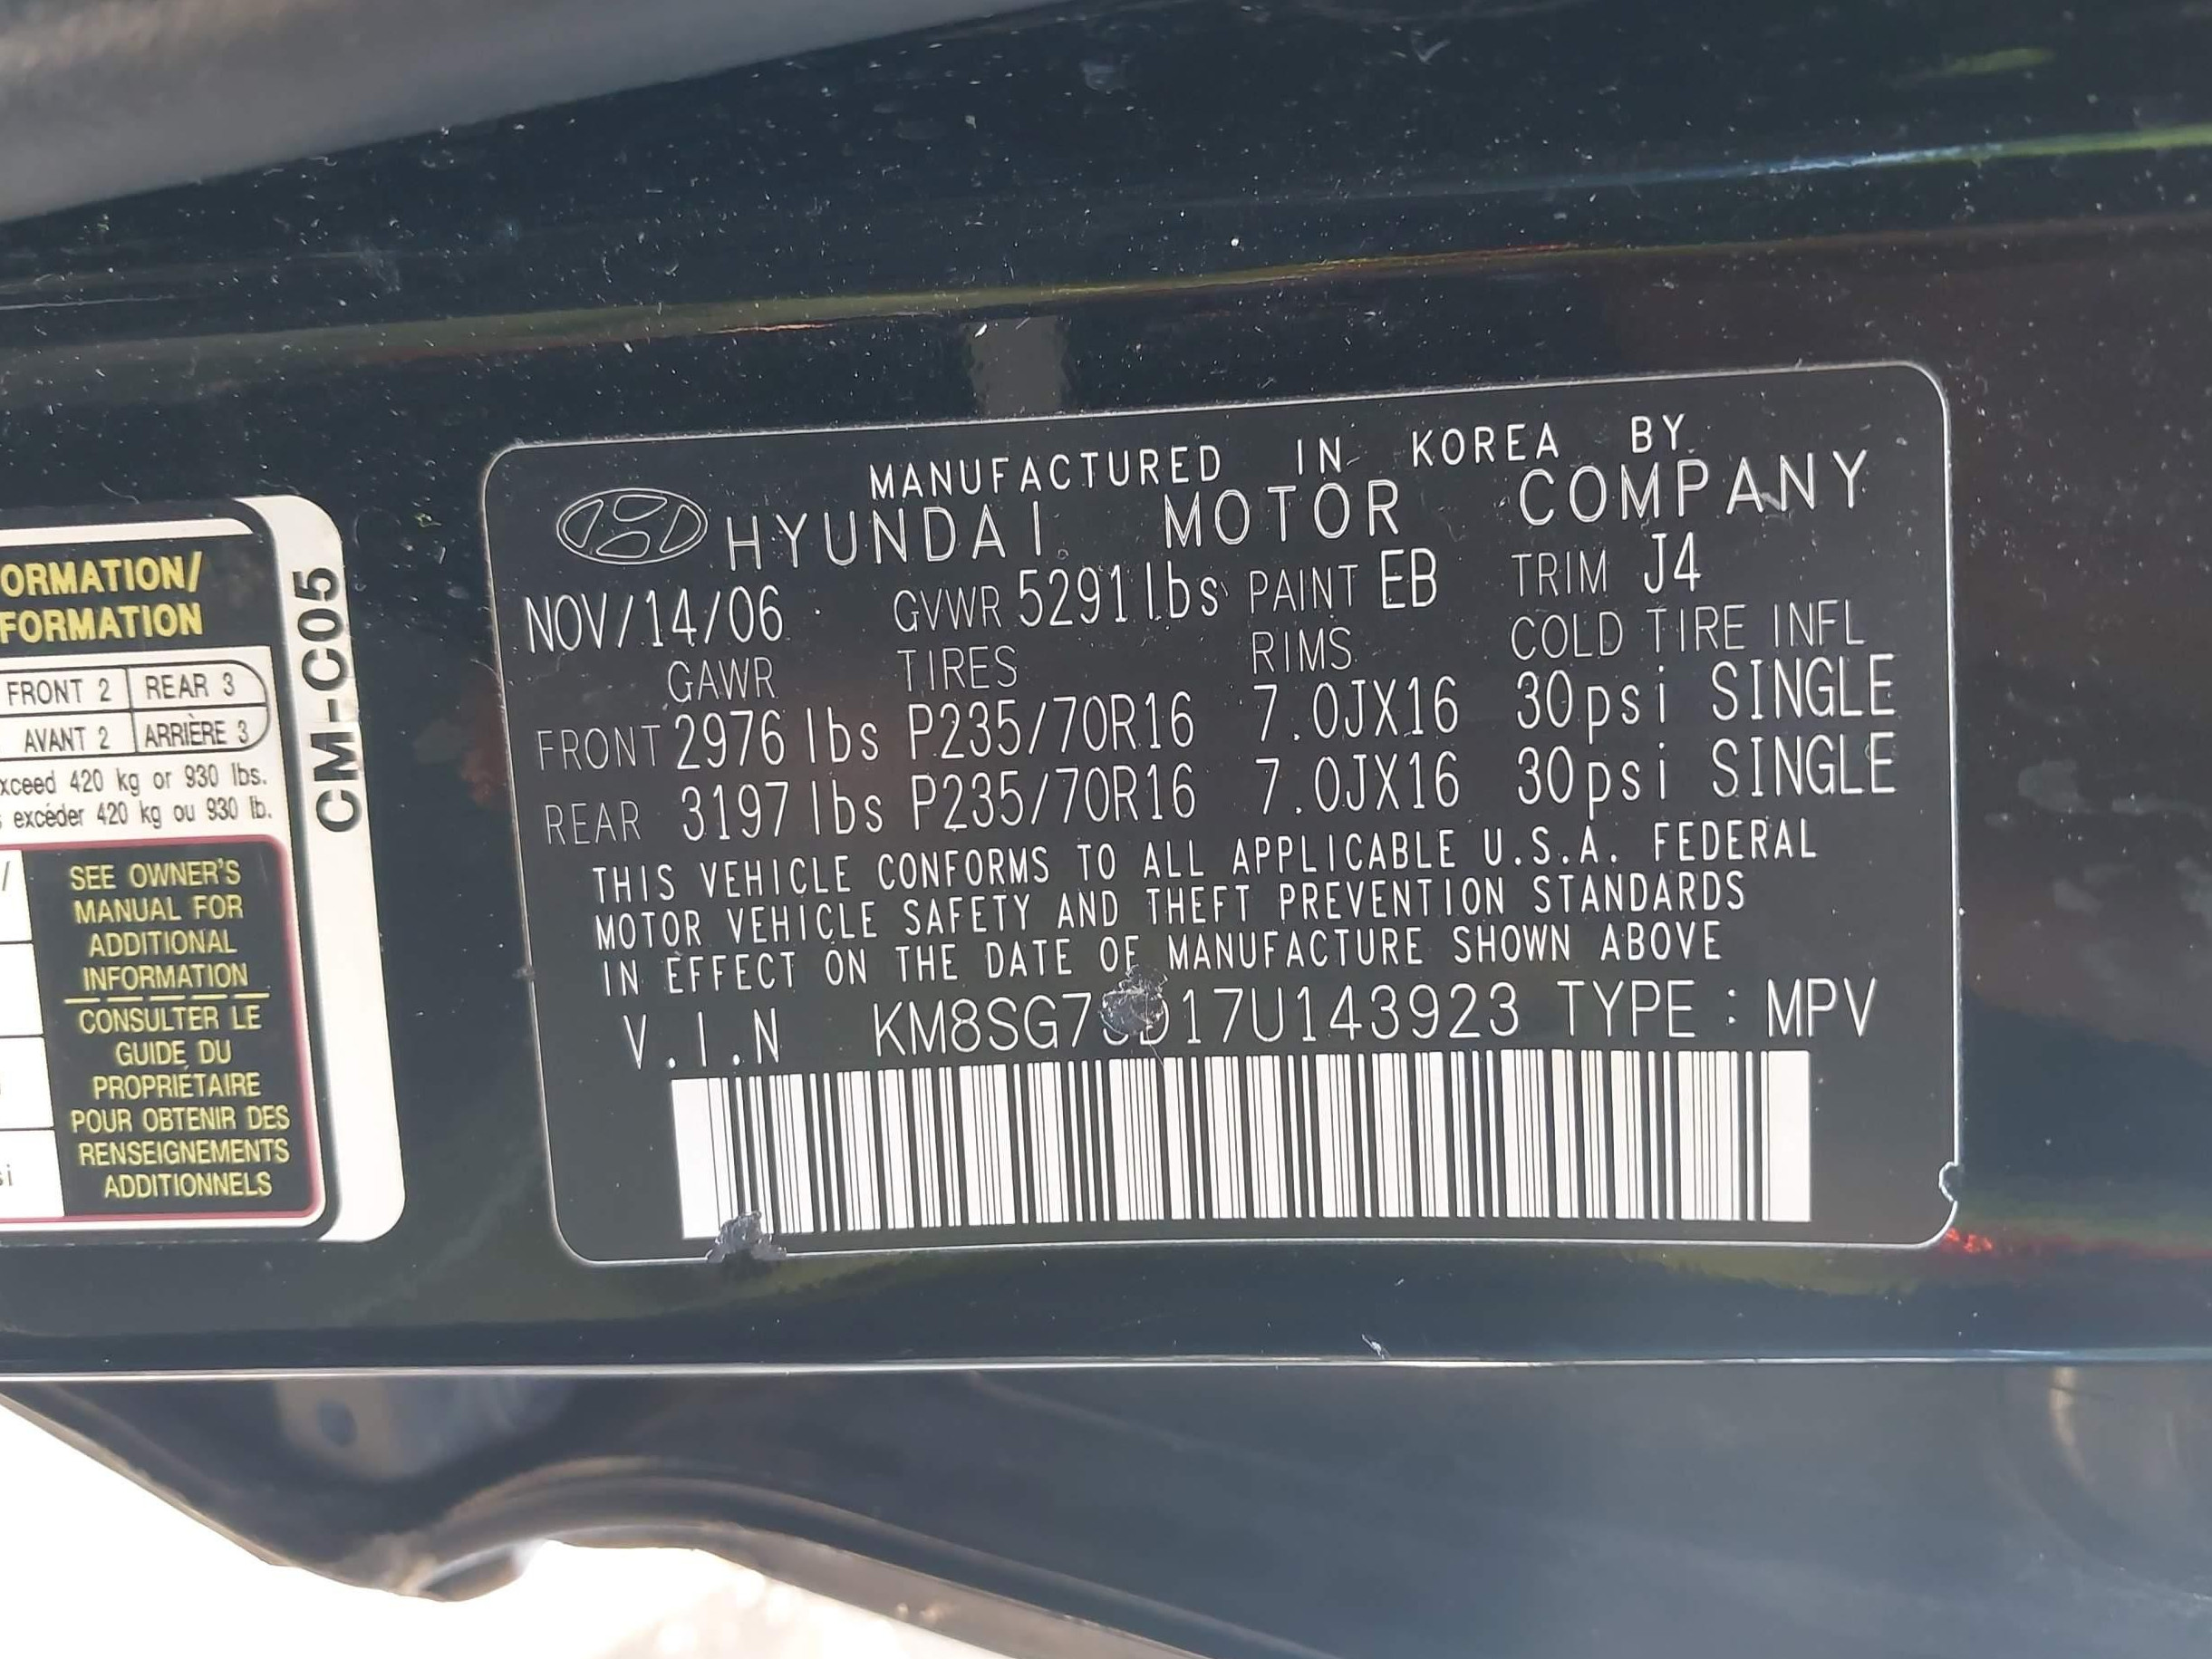 ORMATION/
FORMATION
FRONT 2 REAR 3
AVANT 2 ARRIÈRE 3
xceed 420 kg or 930 lbs.
s excéder 420 kg ou 930 lb.
SEE OWNER'S
MANUAL FOR
ADDITIONAL
INFORMATION
CONSULTER LE
GUIDE DU
PROPRIÉTAIRE
POUR OBTENIR DES
RENSEIGNEMENTS
ADDITIONNELS
CM-C05
MANUFACTURED IN KOREA BY
HYUNDAI MOTOR COMPANY
NOV/14/06 GVWR 5291lbs PAINT EB TRIM J4
GAWR TIRES RIMS COLD TIRE INFL
FRONT 2976 lbs P235/70R16 7.0JX16 30psi SINGLE
REAR 3197 lbs P235/70R16 7.0JX16 30psi SINGLE
THIS VEHICLE CONFORMS TO ALL APPLICABLE U.S.A. FEDERAL
MOTOR VEHICLE SAFETY AND THEFT PREVENTION STANDARDS
IN EFFECT ON THE DATE OF MANUFACTURE SHOWN ABOVE
V.I.N TYPE : MPV